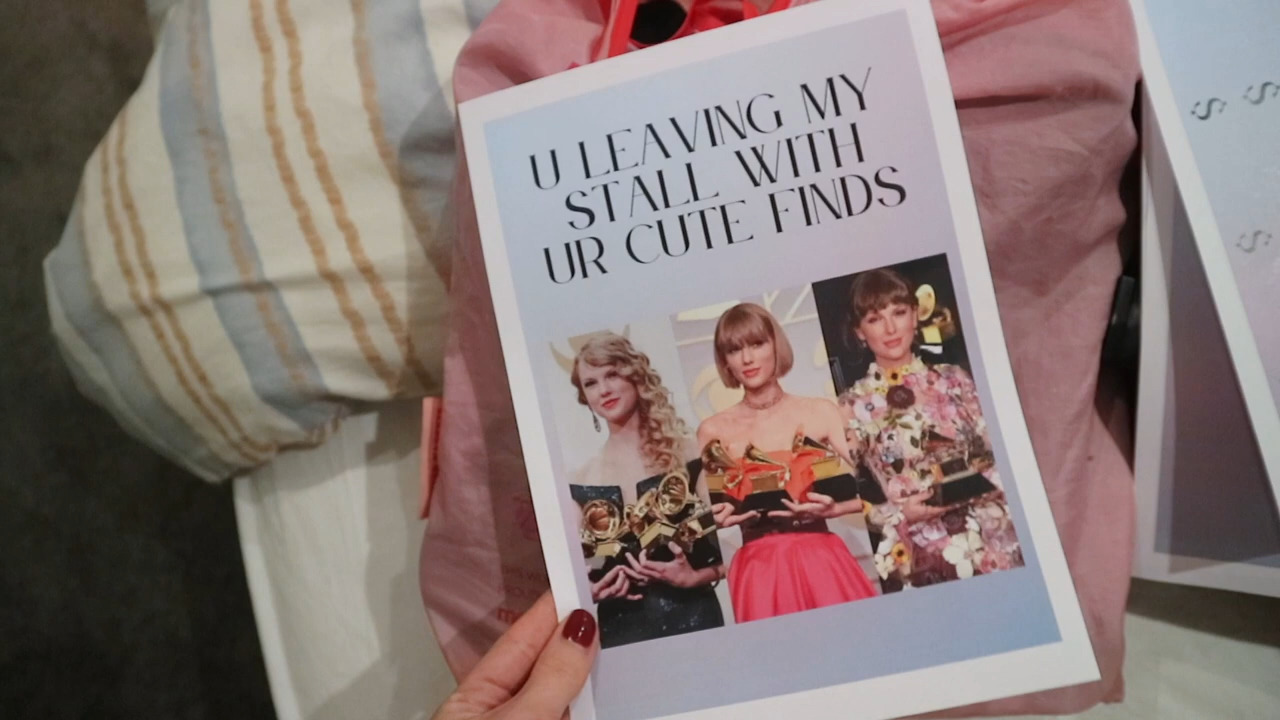 U LEAVING MY
STALL WITH
UR CUTE FINDS
$ $
$